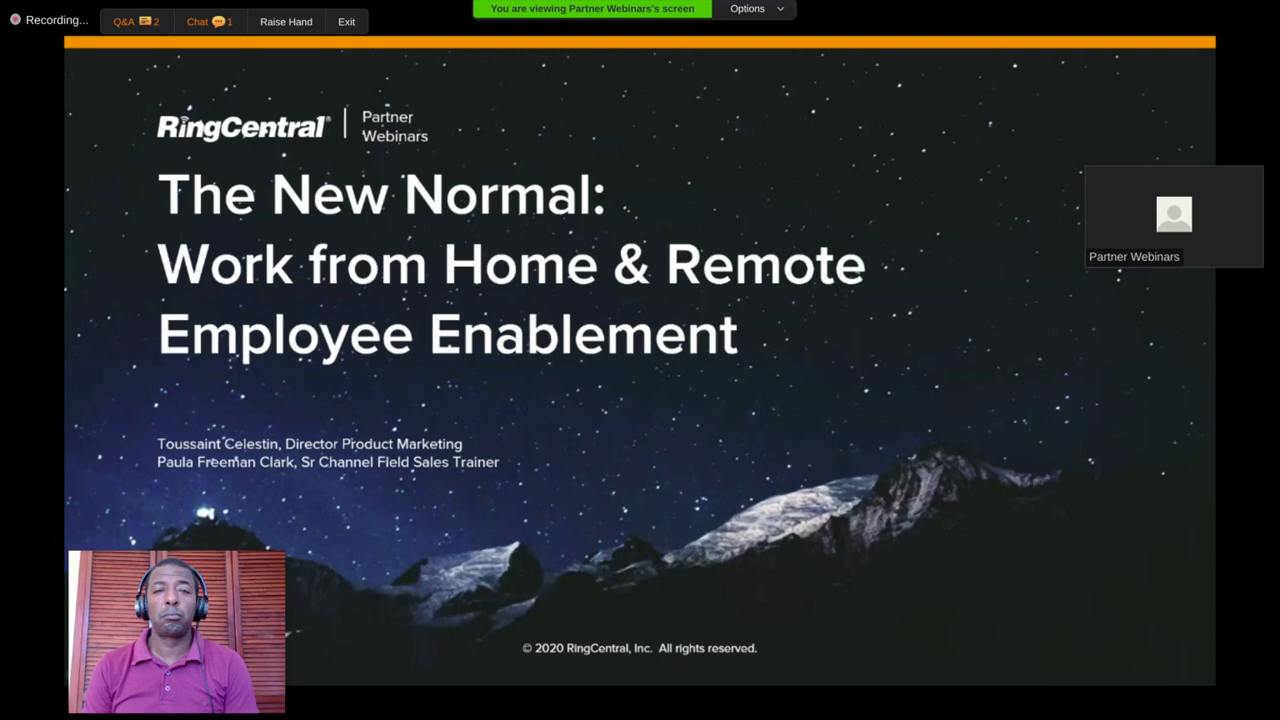 Recording...
Q&A 2
Chat 1
Raise Hand
Exit
You are viewing Partner Webinars's screen
Options
RingCentral®
Partner
Webinars
The New Normal:
Work from Home & Remote
Employee Enablement
Partner Webinars
Toussaint Celestin, Director Product Marketing
Paula Freeman Clark, Sr Channel Field Sales Trainer
© 2020 RingCentral, Inc. All rights reserved.